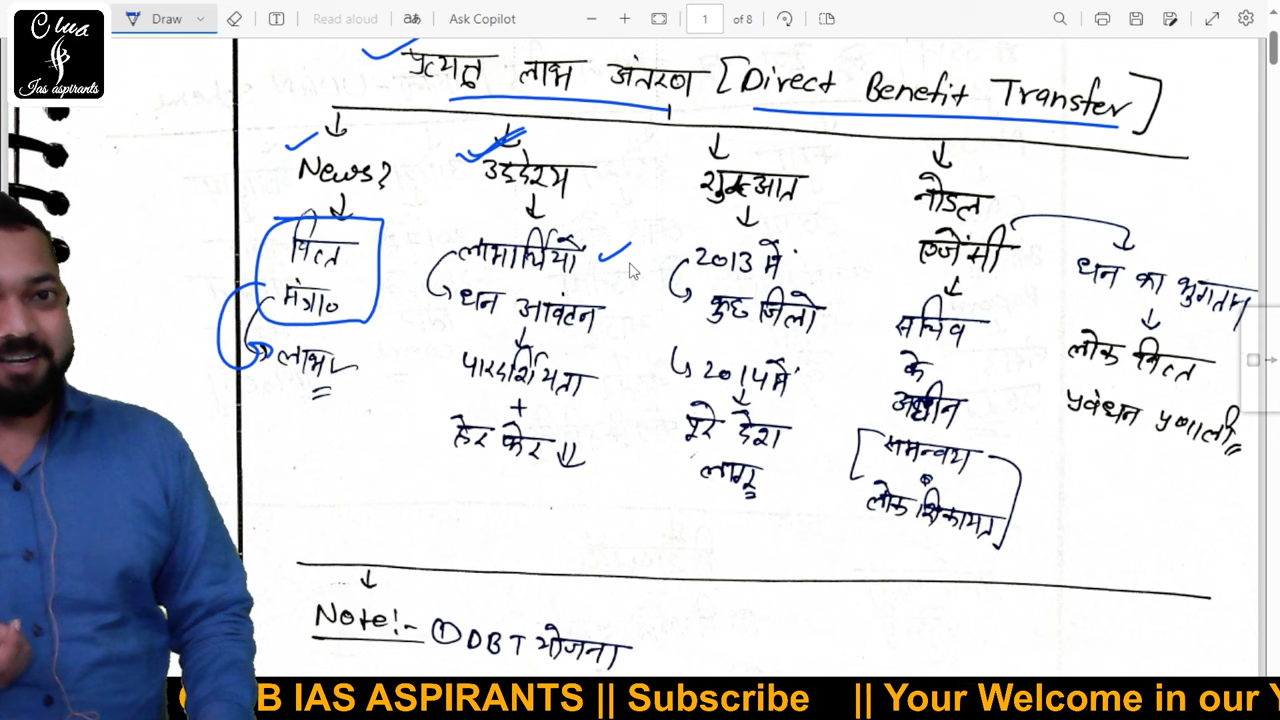 Clua
Ias aspirants
Draw
Read aloud
Ask Copilot
1 of 8
प्रत्यक्ष लाभ अंतरण [Direct Benefit Transfer]
News?
वित्त
मंत्रा०
लाभ
उद्देश्य
लाभार्थियों
धन आवंटन
पारदर्शियता
+
हेर फेर
शुरुआत
2013 में
कुछ जिलों
2014 में
पूरे देश
लागू
नोडल
एजेंसी
सचिव
के
अधीन
समन्वय
लोक शिकायत
धन का भुगतान
लोक वित्त
प्रबंधन प्रणाली
Note!- ① DBT योजना
B IAS ASPIRANTS || Subscribe || Your Welcome in our Y